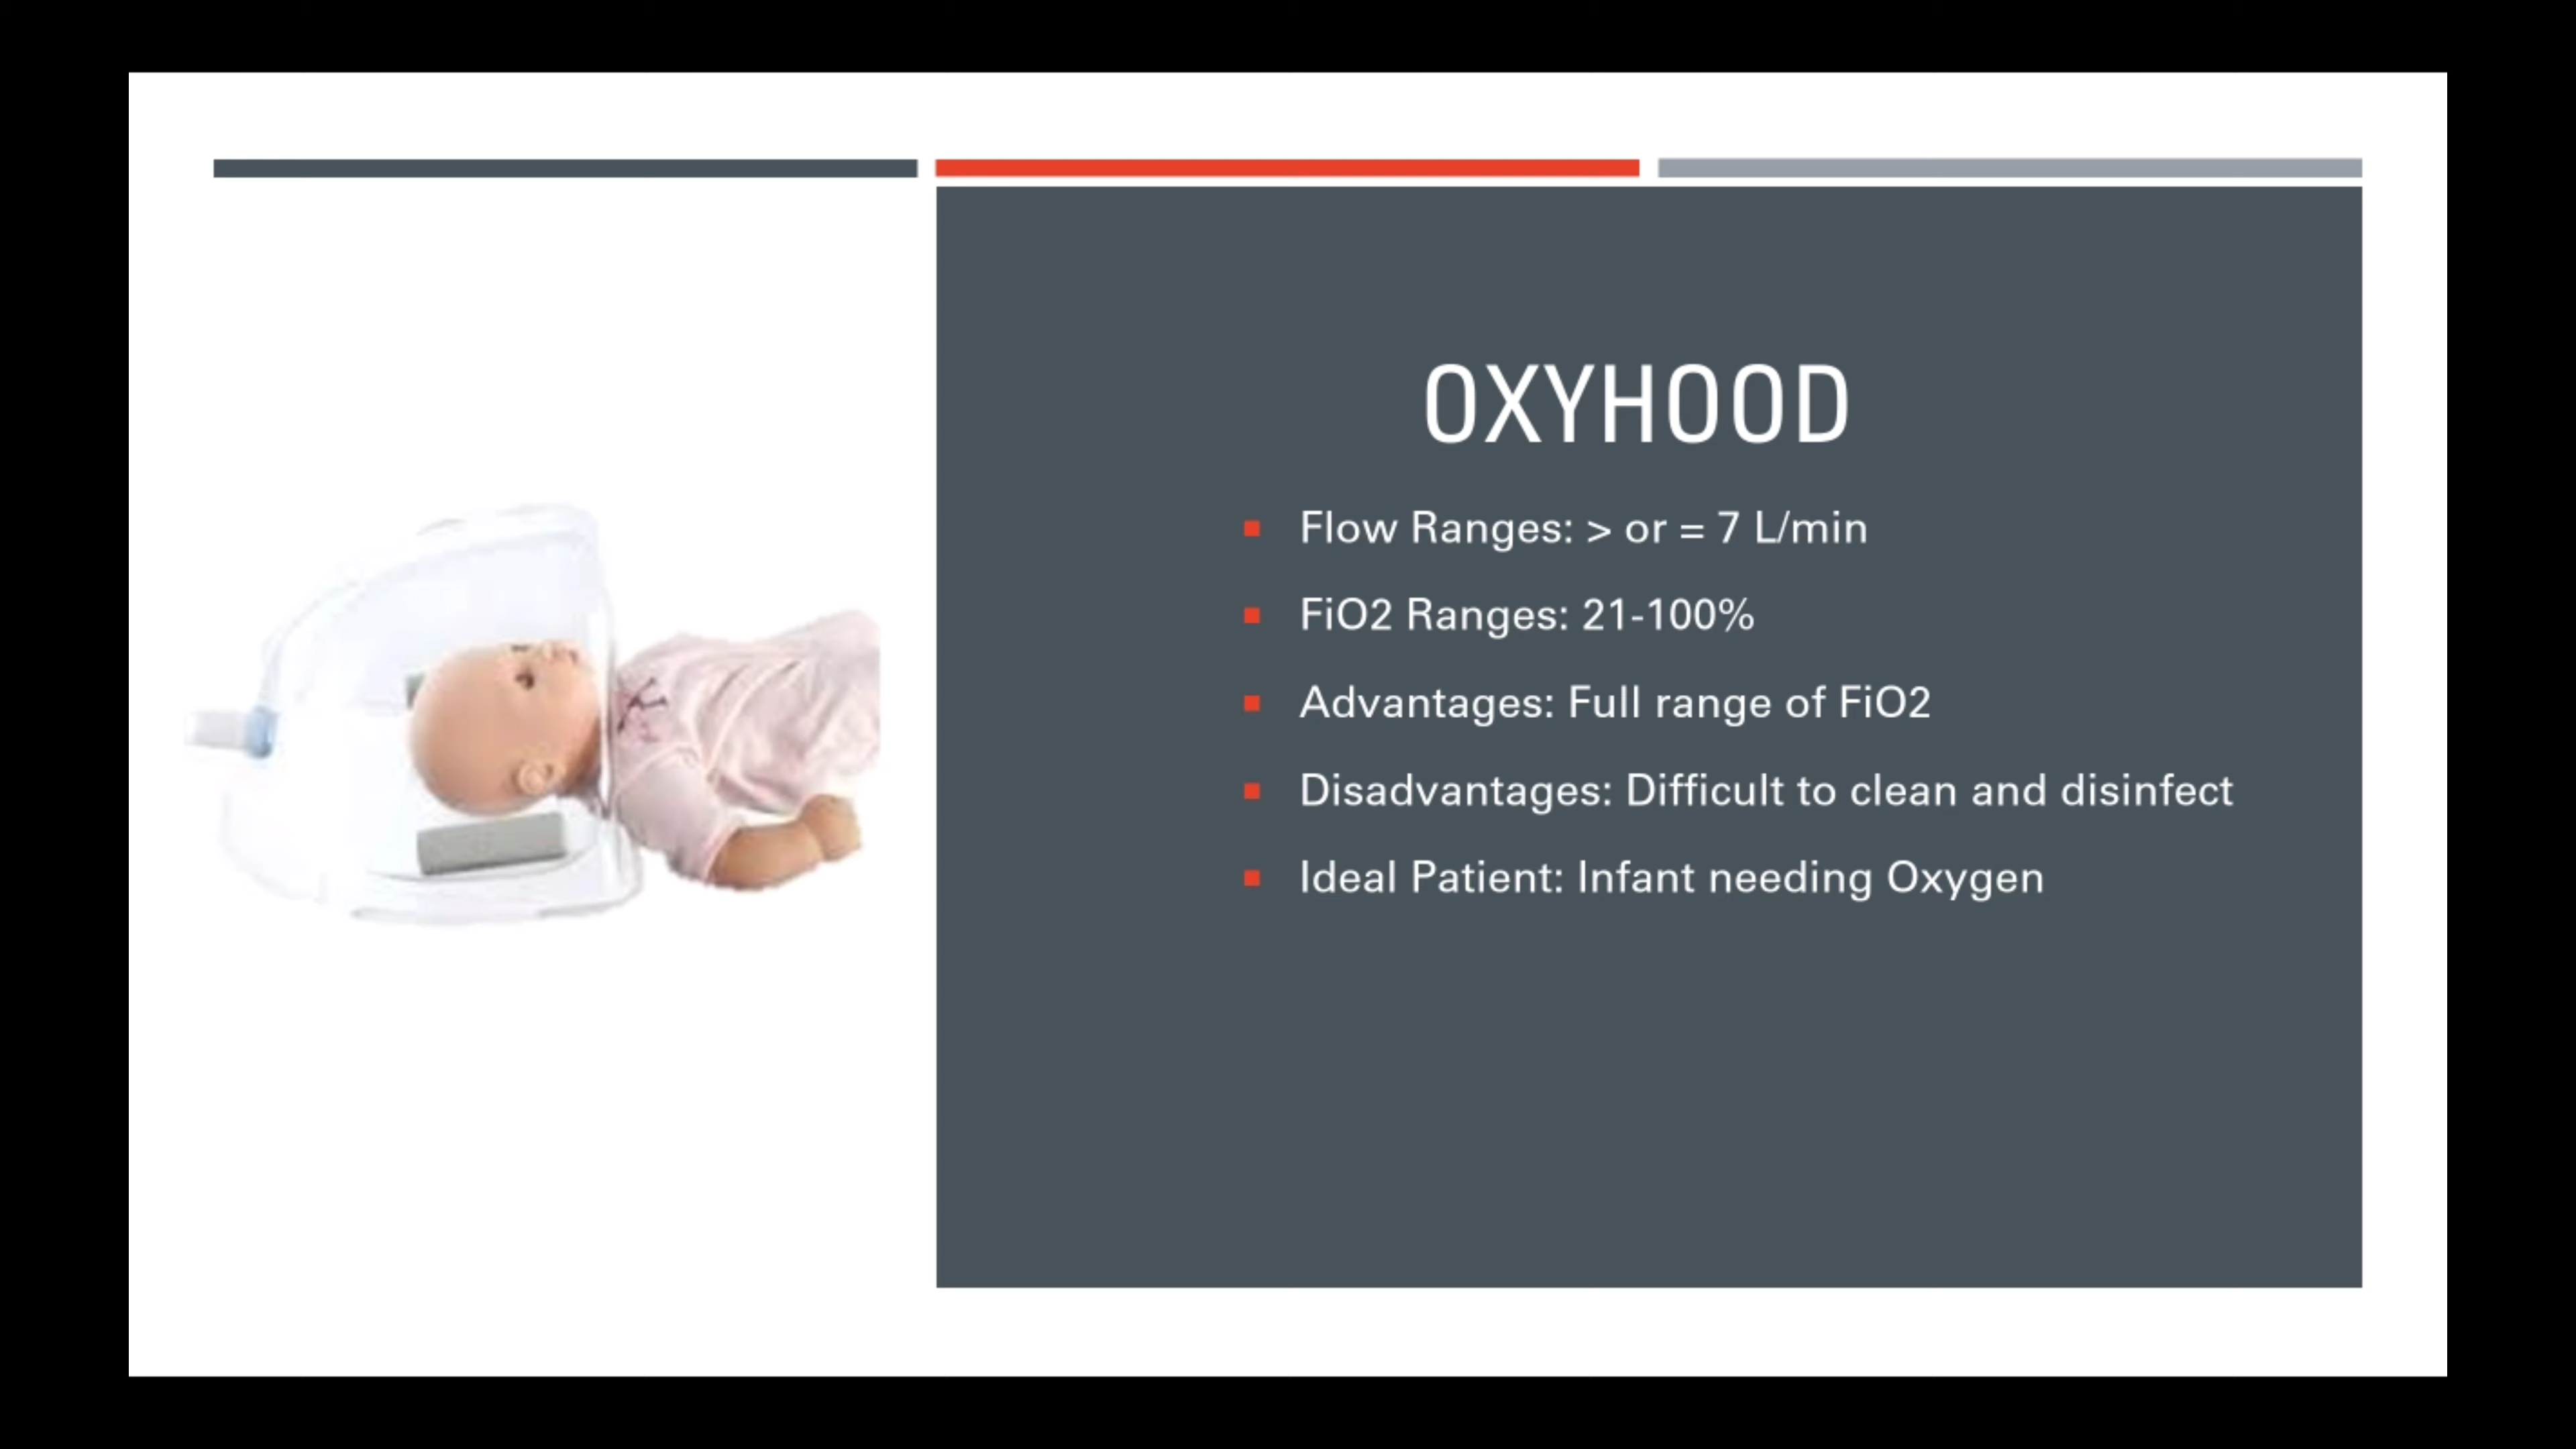 OXYHOOD
Flow Ranges: > or = 7 L/min
FiO2 Ranges: 21-100%
Advantages: Full range of FiO2
Disadvantages: Difficult to clean and disinfect
Ideal Patient: Infant needing Oxygen